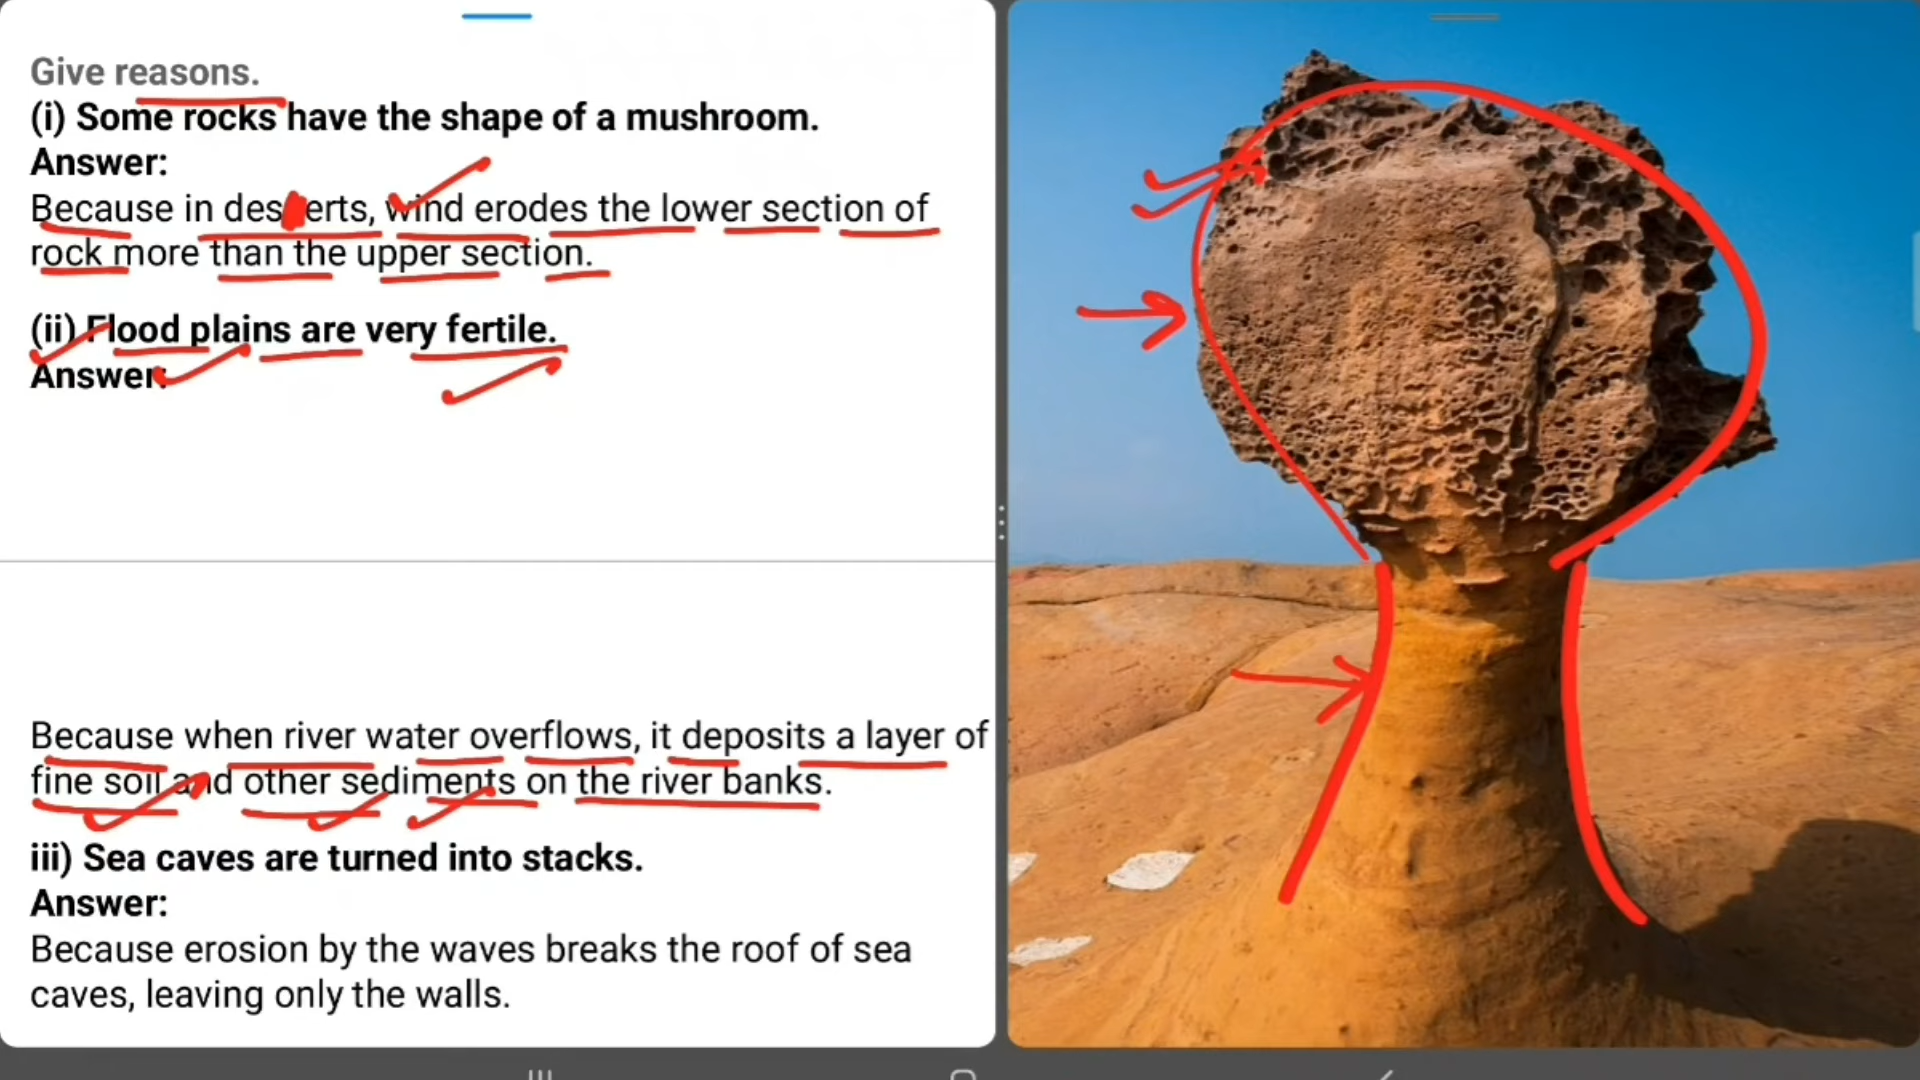 Give reasons.
(i) Some rocks have the shape of a mushroom.
Answer:
Because in deserts, wind erodes the lower section of
rock more than the upper section.
(ii) Flood plains are very fertile.
Answer:
Because when river water overflows, it deposits a layer of
fine soil and other sediments on the river banks.
iii) Sea caves are turned into stacks.
Answer:
Because erosion by the waves breaks the roof of sea
caves, leaving only the walls.